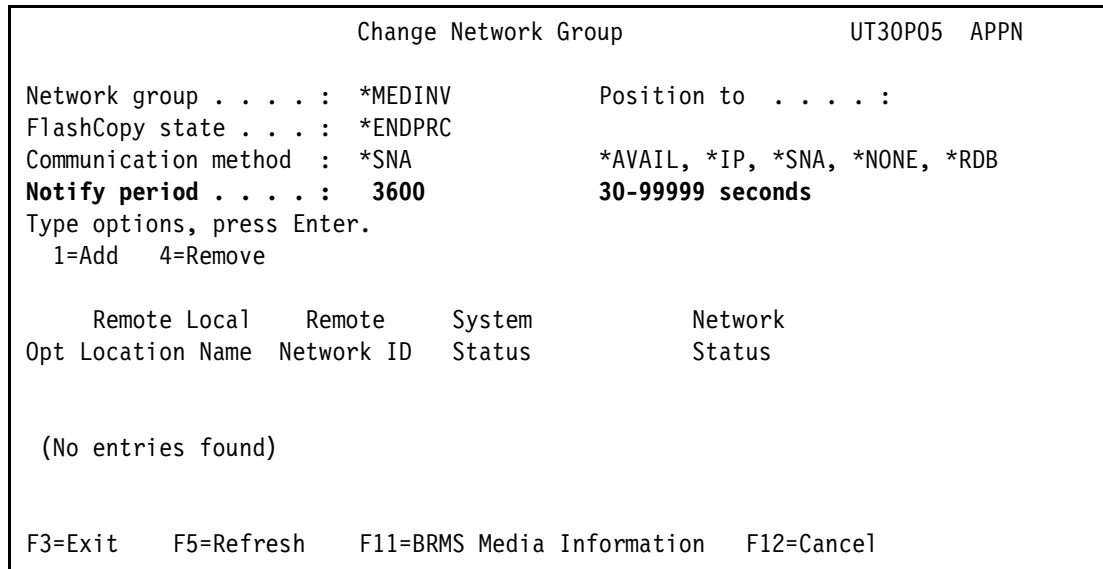 Change Network Group UT30P05 APPN
Network group . . . . : *MEDINV Position to . . . . :
FlashCopy state . . . : *ENDPRC
Communication method : *SNA *AVAIL, *IP, *SNA, *NONE, *RDB
Notify period . . . . : 3600 30-99999 seconds
Type options, press Enter.
1=Add 4=Remove
Remote Local Remote System Network
Opt Location Name Network ID Status Status
(No entries found)
F3=Exit F5=Refresh F11=BRMS Media Information F12=Cancel